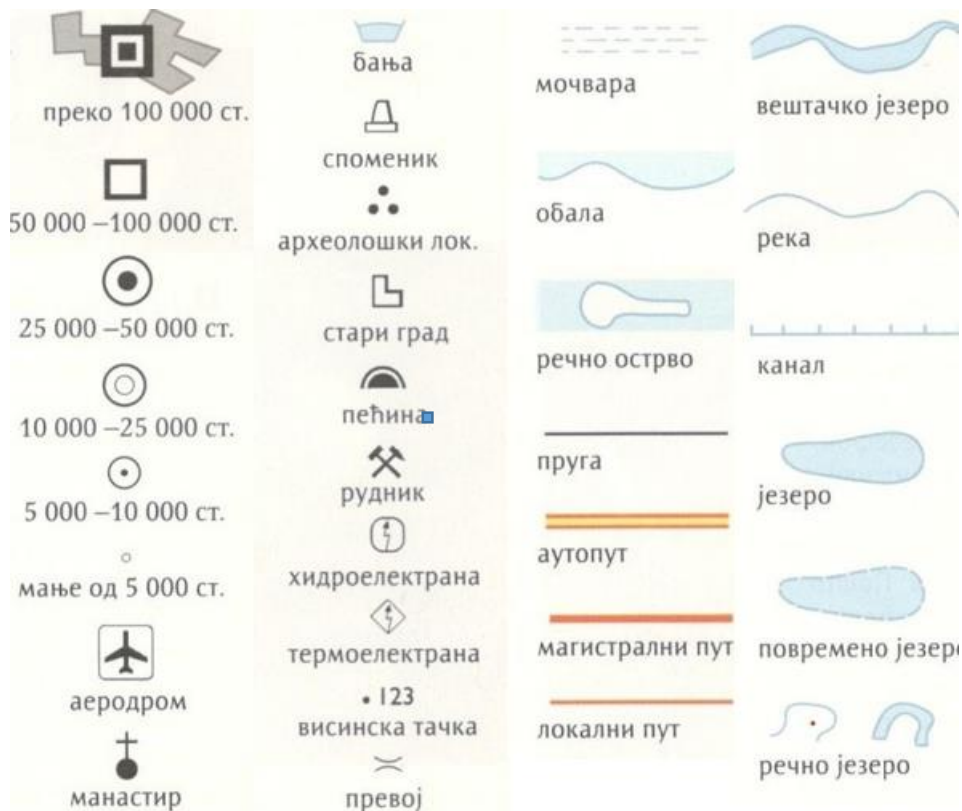 преко 100 000 ст.
50 000 –100 000 ст.
25 000 –50 000 ст.
10 000 –25 000 ст.
5 000 –10 000 ст.
мање од 5 000 ст.
аеродром
манастир
бања
споменик
археолошки лок.
стари град
пећина
рудник
хидроелектрана
термоелектрана
• 123
висинска тачка
превој
мочвара
обала
речно острво
пруга
аутопут
магистрални пут
локални пут
вештачко језеро
река
канал
језеро
повремено језеро
речно језеро